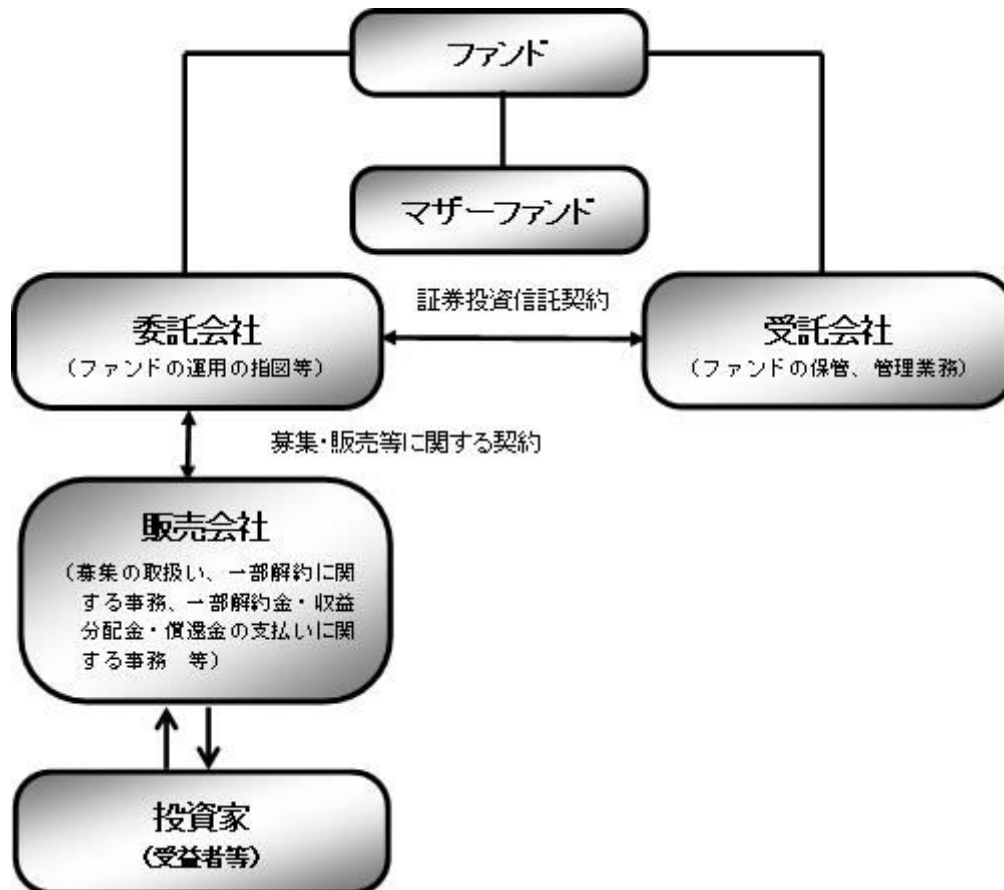 ファンド
マザーファンド
証券投資信託契約
委託会社
（ファンドの運用の指図等）
受託会社
（ファンドの保管、管理業務）
募集・販売等に関する契約
販売会社
（募集の取扱い、一部解約に関
する事務、一部解約金・収益
分配金・償還金の支払いに関
する事務　等）
投資家
（受益者等）